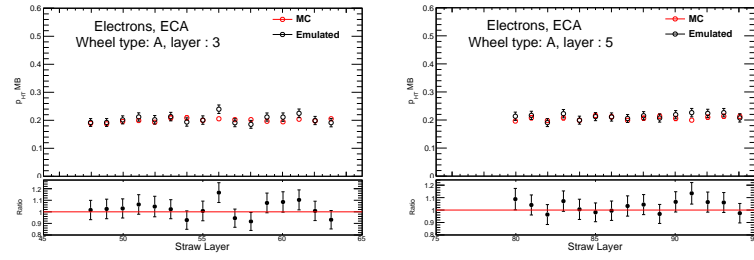 Electrons, ECA
Wheel type: A, layer : 3
MC
Emulated
p_HT MB
0.6
0.5
0.4
0.3
0.2
0.1
0
Ratio
1.2
1.1
1
0.9
0.8
45 50 55 60 65
Straw Layer
Electrons, ECA
Wheel type: A, layer : 5
MC
Emulated
p_HT MB
0.6
0.5
0.4
0.3
0.2
0.1
0
Ratio
1.2
1.1
1
0.9
0.8
75 80 85 90
Straw Layer